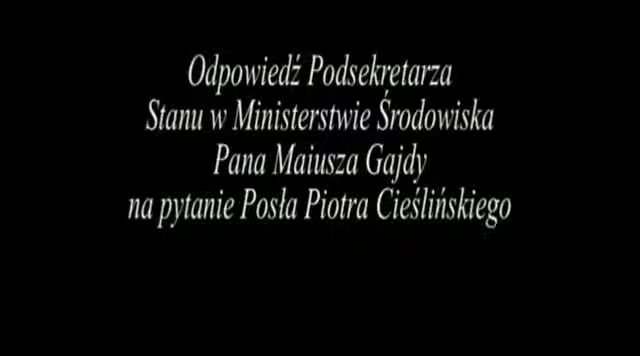 Odpowiedź Podsekretarza
Stanu w Ministerstwie Środowiska
Pana Maiusza Gajdy
na pytanie Posła Piotra Cieślińskiego